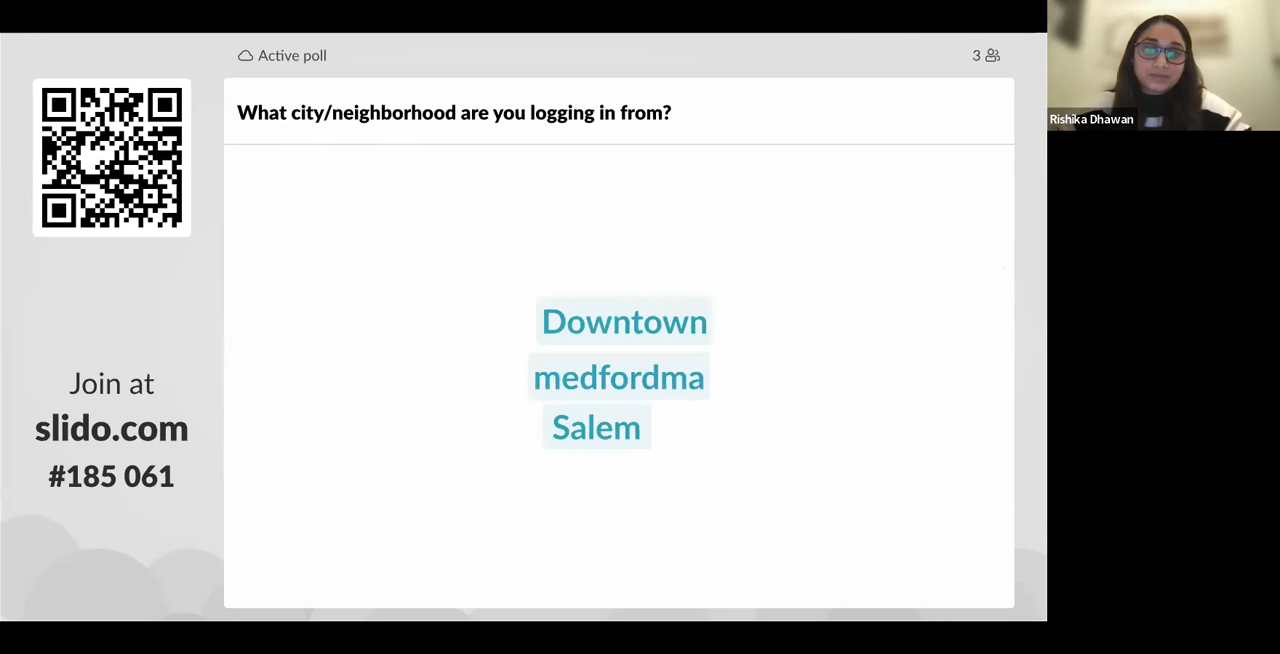 Active poll
3
What city/neighborhood are you logging in from?
Downtown
medfordma
Salem
Join at
slido.com
#185 061
Rishika Dhawan